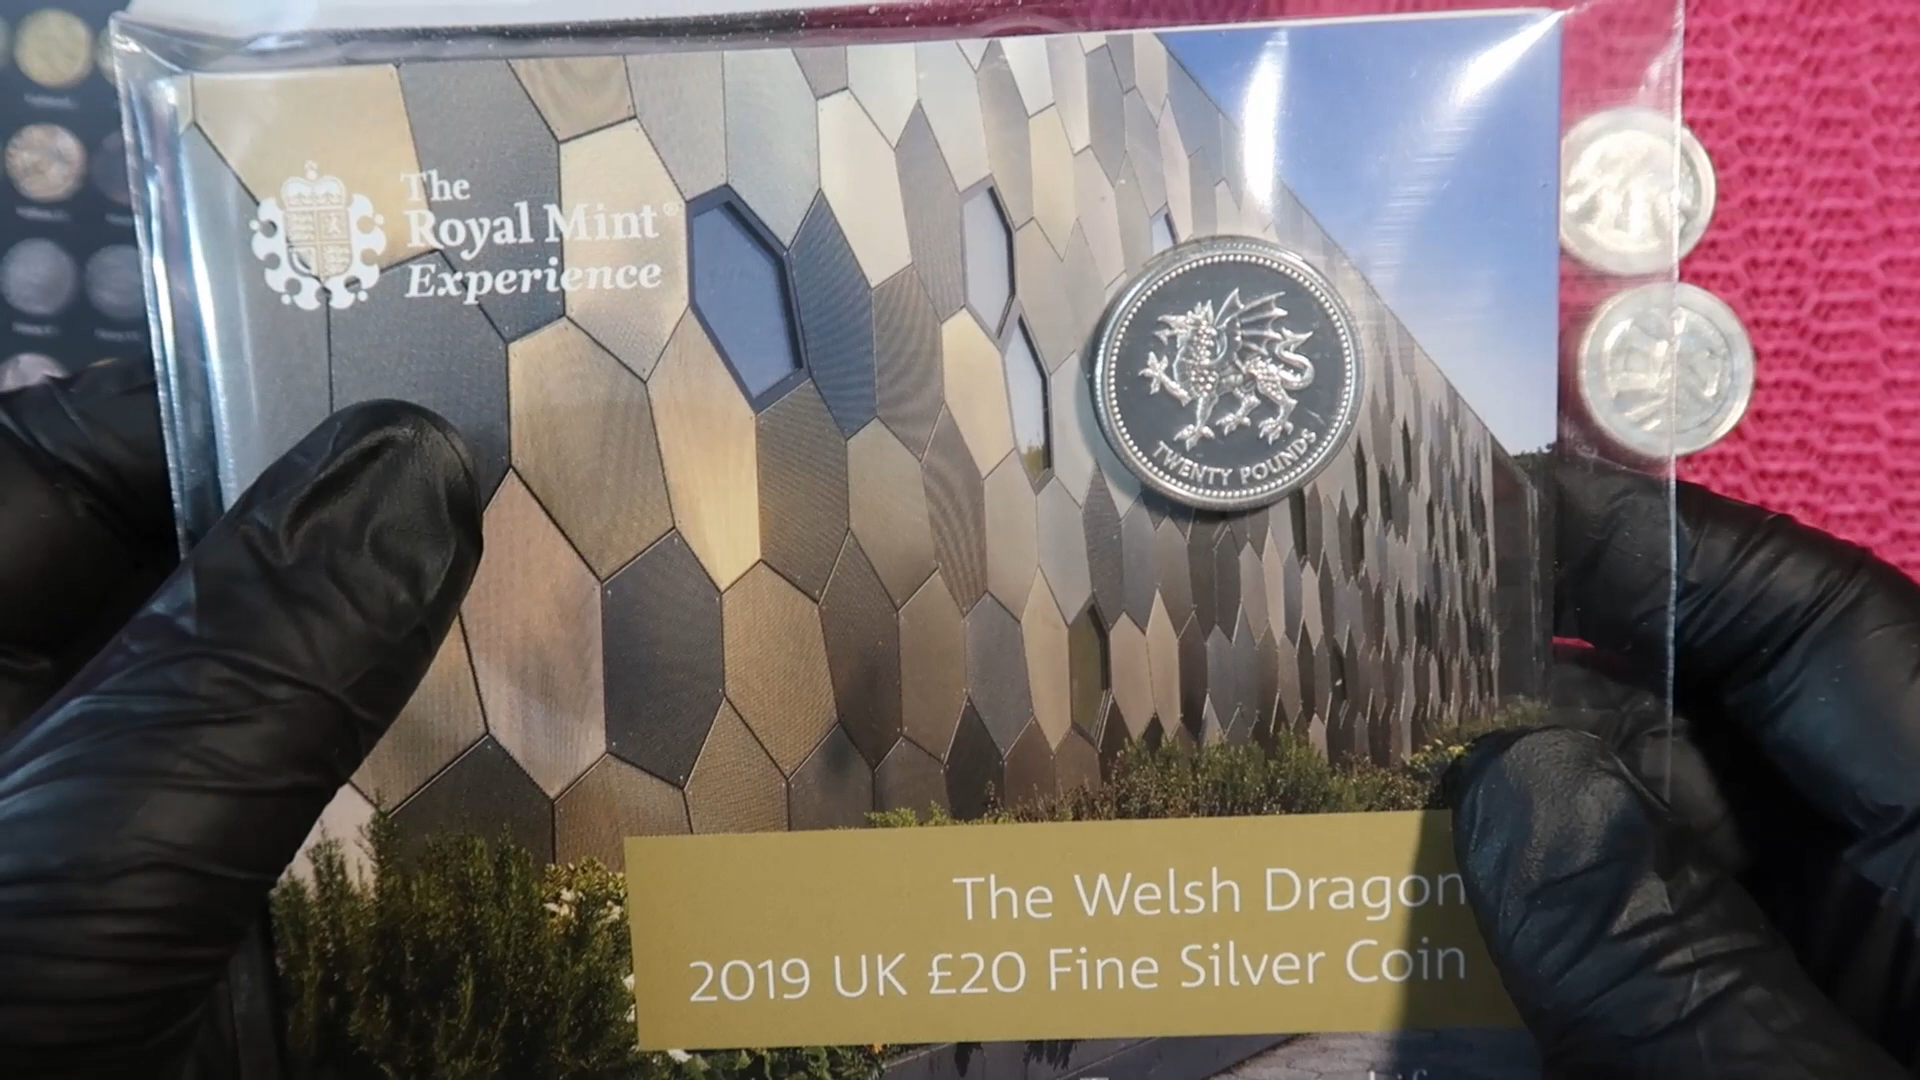 The
Royal Mint®
Experience
TWENTY POUNDS
The Welsh Dragon
2019 UK £20 Fine Silver Coin